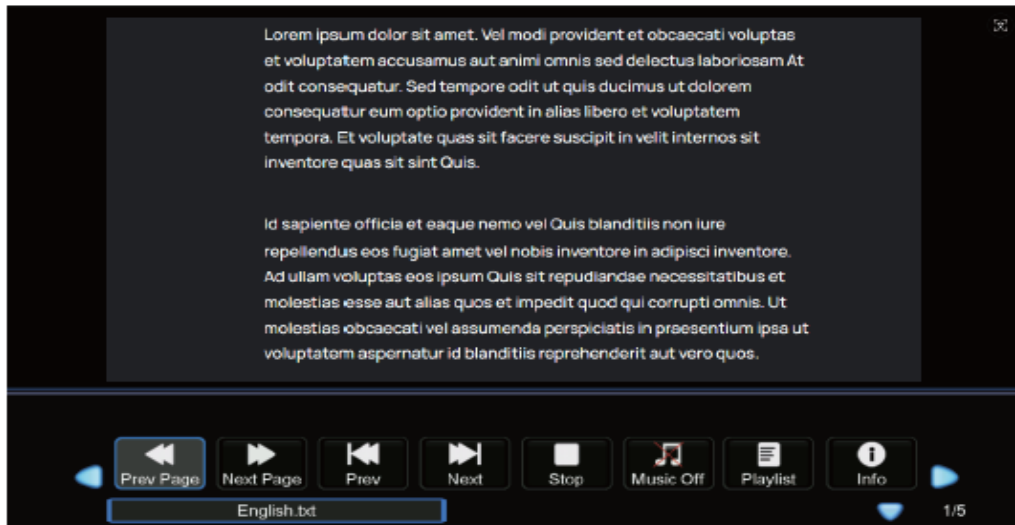 Lorem ipsum dolor sit amet. Vel modi provident et obcaecati voluptas
et voluptatem accusamus aut animi omnis sed delectus laboriosam At
odit consequatur. Sed tempore odit ut quis ducimus ut dolorem
consequatur eum optio provident in alias libero et voluptatem
tempora. Et voluptate quas sit facere suscipit in velit internos sit
inventore quas sit sint Quis.
Id sapiente officia et eaque nemo vel Quis blanditiis non iure
repellendus eos fugiat amet vel nobis inventore in adipisci inventore.
Ad ullam voluptas eos ipsum Quis sit repudiandae necessitatibus et
molestias esse aut alias quos et impedit quod qui corrupti omnis. Ut
molestias obcaecati vel assumenda perspiciatis in praesentium ipsa ut
voluptatem aspernatur id blanditiis reprehenderit aut vero quos.
Prev Page Next Page Prev Next Stop Music Off Playlist Info
English.txt 1/5